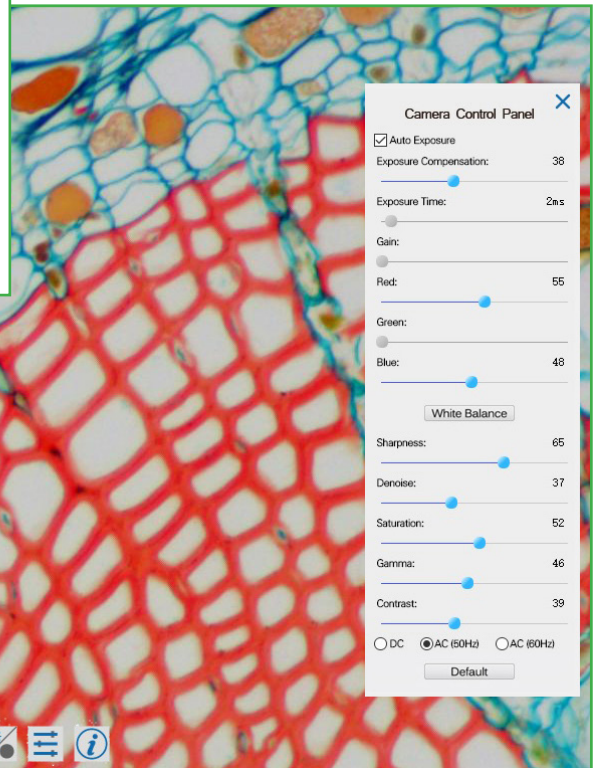 Camera Control Panel
Auto Exposure
Exposure Compensation: 38
Exposure Time: 2ms
Gain:
Red: 55
Green:
Blue: 48
White Balance
Sharpness: 65
Denoise: 37
Saturation: 52
Gamma: 46
Contrast: 39
DC AC (50Hz) AC (60Hz)
Default